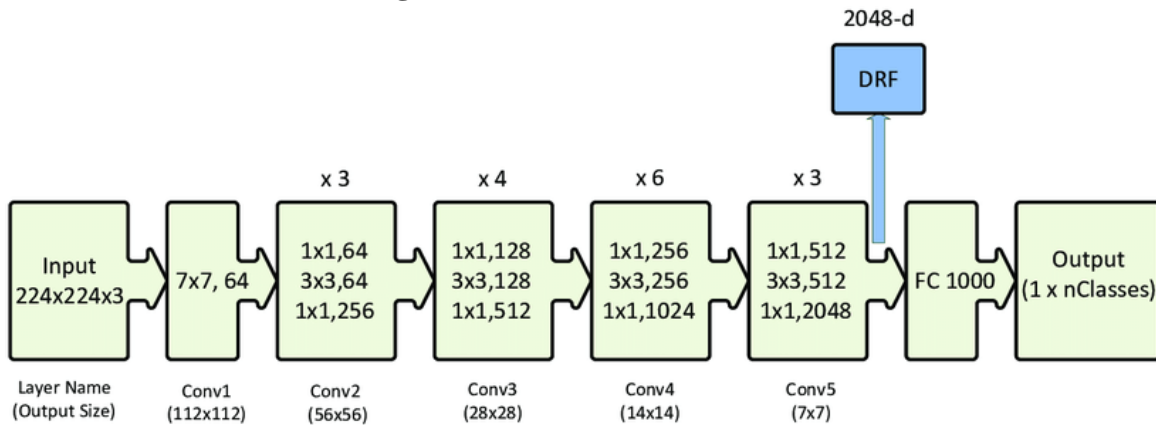 2048-d
DRF
x 3
x 4
x 6
x 3
Input
224x224x3
7x7, 64
1x1,64
3x3,64
1x1,256
1x1,128
3x3,128
1x1,512
1x1,256
3x3,256
1x1,1024
1x1,512
3x3,512
1x1,2048
FC 1000
Output
(1 x nClasses)
Layer Name
(Output Size)
Conv1
(112x112)
Conv2
(56x56)
Conv3
(28x28)
Conv4
(14x14)
Conv5
(7x7)